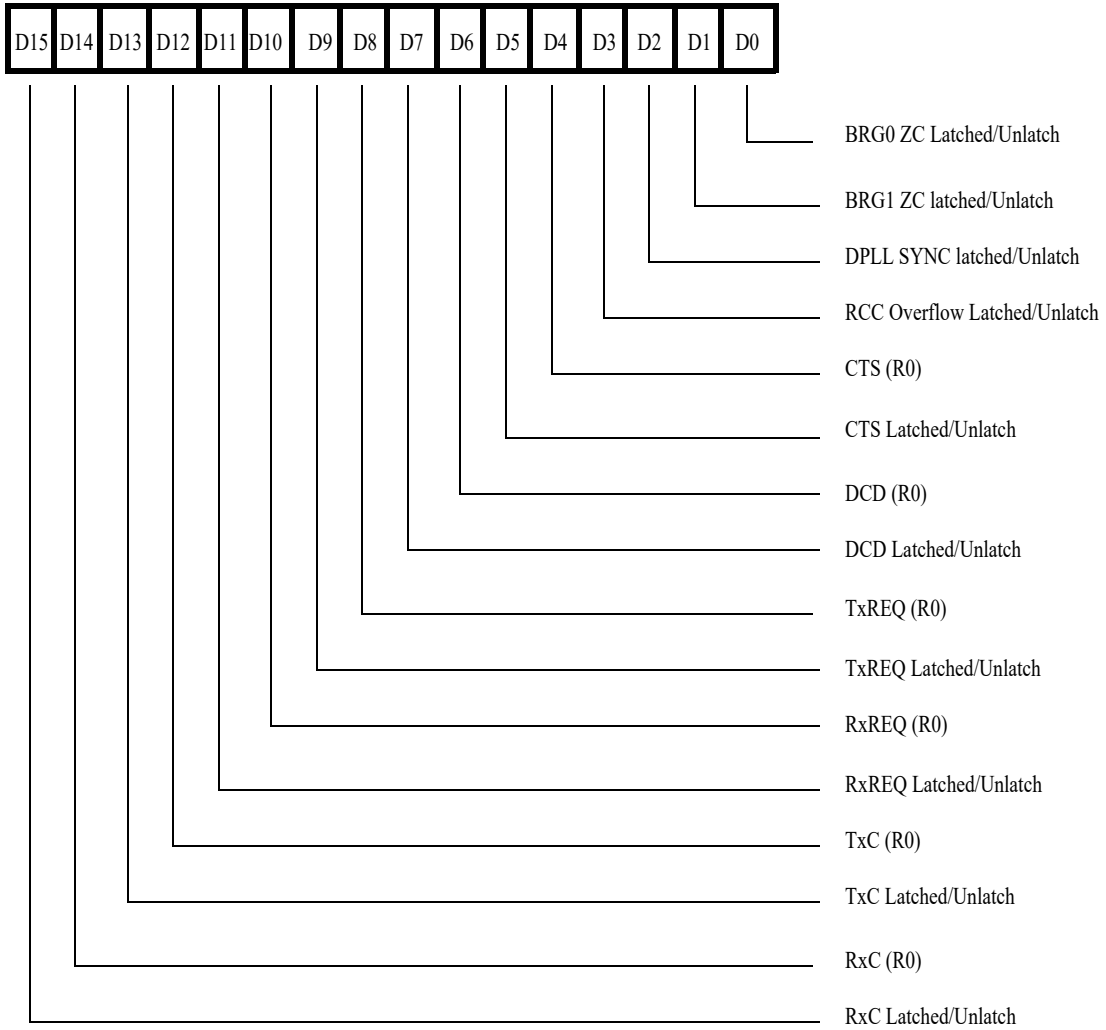 D15 D14 D13 D12 D11 D10 D9 D8 D7 D6 D5 D4 D3 D2 D1 D0
BRG0 ZC Latched/Unlatch
BRG1 ZC latched/Unlatch
DPLL SYNC latched/Unlatch
RCC Overflow Latched/Unlatch
CTS (R0)
CTS Latched/Unlatch
DCD (R0)
DCD Latched/Unlatch
TxREQ (R0)
TxREQ Latched/Unlatch
RxREQ (R0)
RxREQ Latched/Unlatch
TxC (R0)
TxC Latched/Unlatch
RxC (R0)
RxC Latched/Unlatch